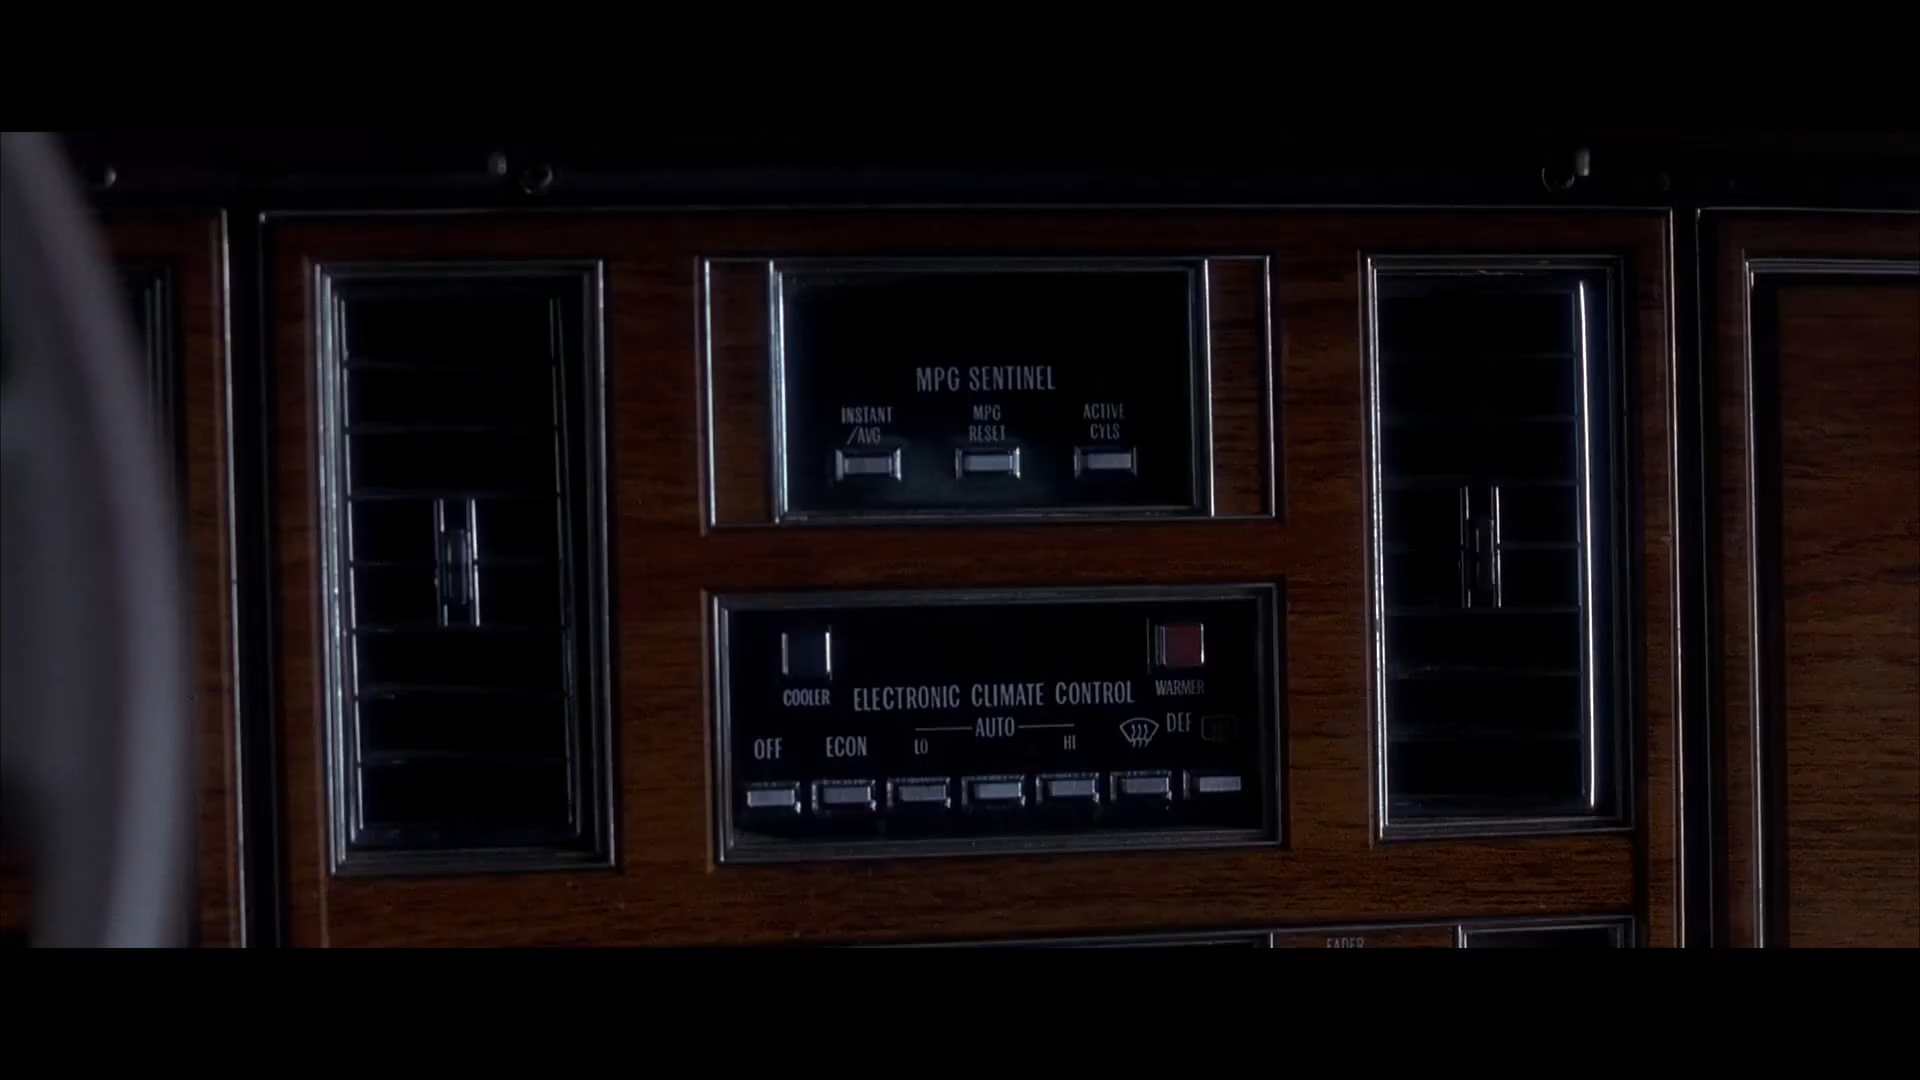 MPG SENTINEL
INSTANT
/AVG
MPG
RESET
ACTIVE
CYLS
COOLER
ELECTRONIC CLIMATE CONTROL
WARMER
OFF
ECON
LO
AUTO
HI
DEF
FADER